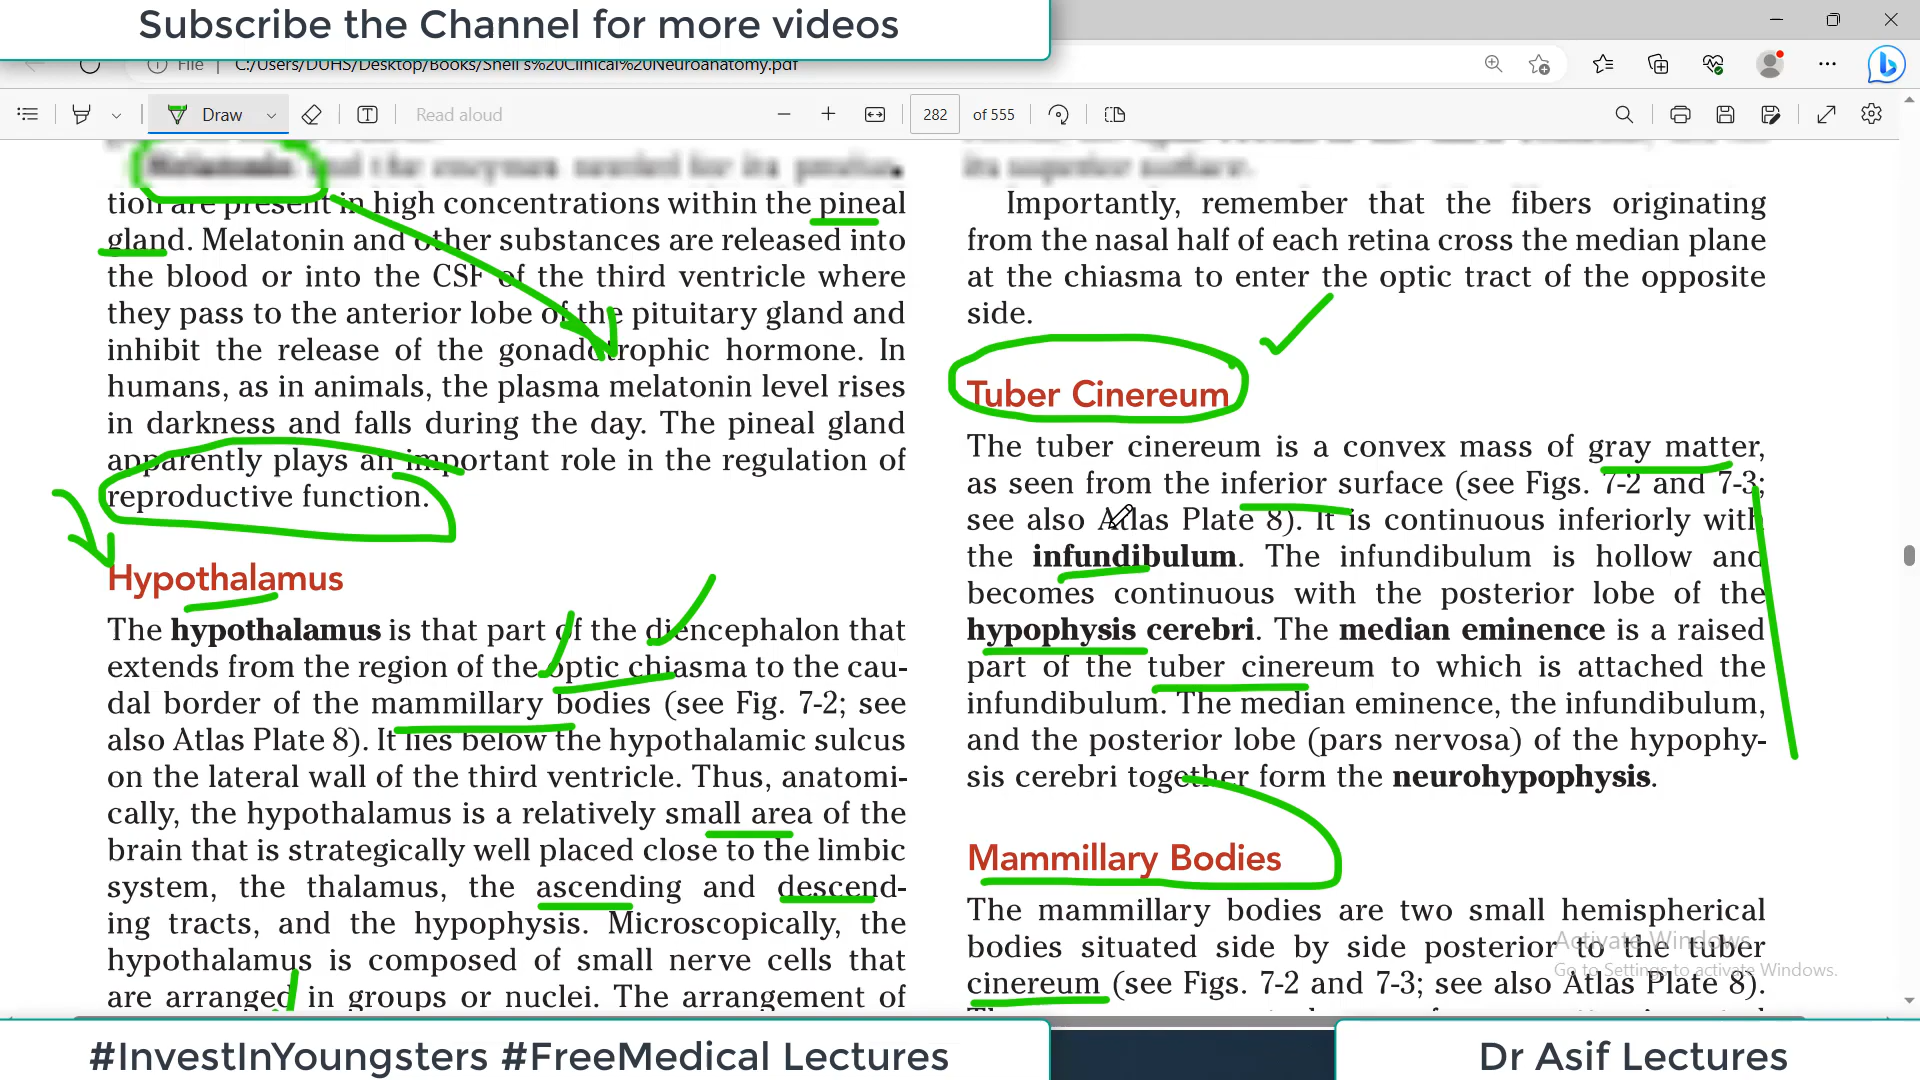 Subscribe the Channel for more videos
File
C:/Users/DUHS/Desktop/Books/Snell's%20Clinical%20Neuroanatomy.pdf
Draw
Read aloud
282
of 555
Melatonin and the enzymes needed for its produc-
tion are present in high concentrations within the pineal
gland. Melatonin and other substances are released into
the blood or into the CSF of the third ventricle where
they pass to the anterior lobe of the pituitary gland and
inhibit the release of the gonadotrophic hormone. In
humans, as in animals, the plasma melatonin level rises
in darkness and falls during the day. The pineal gland
apparently plays an important role in the regulation of
reproductive function.
Hypothalamus
The hypothalamus is that part of the diencephalon that
extends from the region of the optic chiasma to the cau-
dal border of the mammillary bodies (see Fig. 7-2; see
also Atlas Plate 8). It lies below the hypothalamic sulcus
on the lateral wall of the third ventricle. Thus, anatomi-
cally, the hypothalamus is a relatively small area of the
brain that is strategically well placed close to the limbic
system, the thalamus, the ascending and descend-
ing tracts, and the hypophysis. Microscopically, the
hypothalamus is composed of small nerve cells that
are arranged in groups or nuclei. The arrangement of
its superior surface.
Importantly, remember that the fibers originating
from the nasal half of each retina cross the median plane
at the chiasma to enter the optic tract of the opposite
side.
Tuber Cinereum
The tuber cinereum is a convex mass of gray matter,
as seen from the inferior surface (see Figs. 7-2 and 7-3;
see also Atlas Plate 8). It is continuous inferiorly with
the infundibulum. The infundibulum is hollow and
becomes continuous with the posterior lobe of the
hypophysis cerebri. The median eminence is a raised
part of the tuber cinereum to which is attached the
infundibulum. The median eminence, the infundibulum,
and the posterior lobe (pars nervosa) of the hypophy-
sis cerebri together form the neurohypophysis.
Mammillary Bodies
The mammillary bodies are two small hemispherical
bodies situated side by side posterior to the tuber
cinereum (see Figs. 7-2 and 7-3; see also Atlas Plate 8).
Activate Windows
Go to Settings to activate Windows.
#InvestInYoungsters #FreeMedical Lectures
Dr Asif Lectures